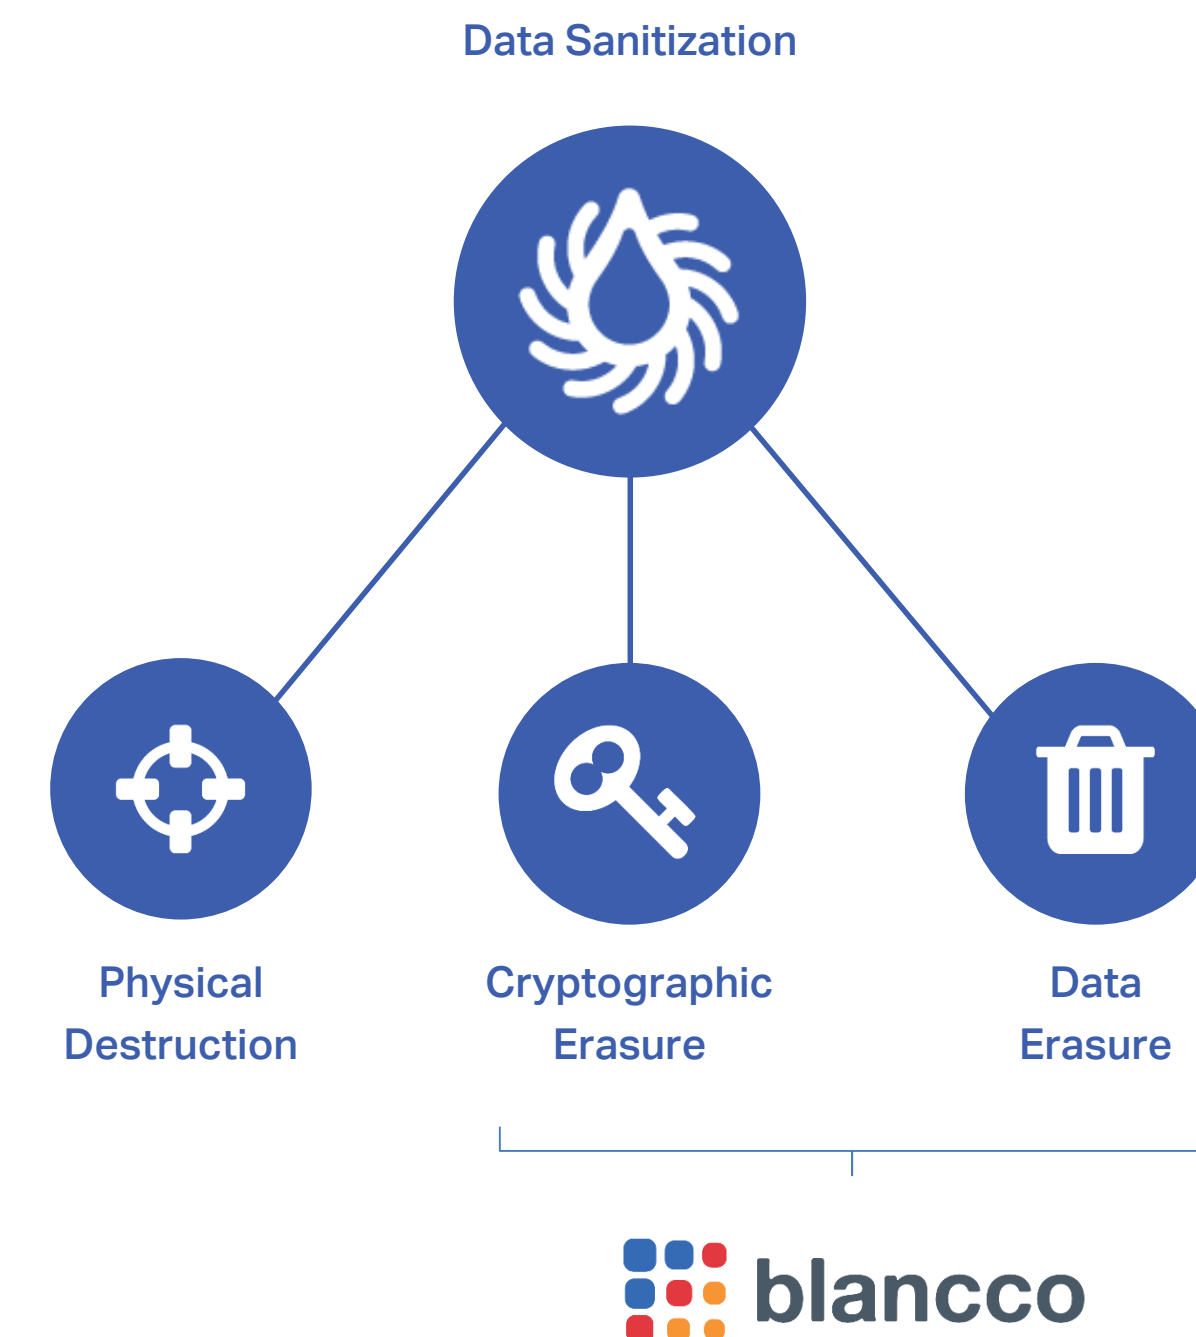 Data Sanitization
Physical
Destruction
Cryptographic
Erasure
Data
Erasure
blancco